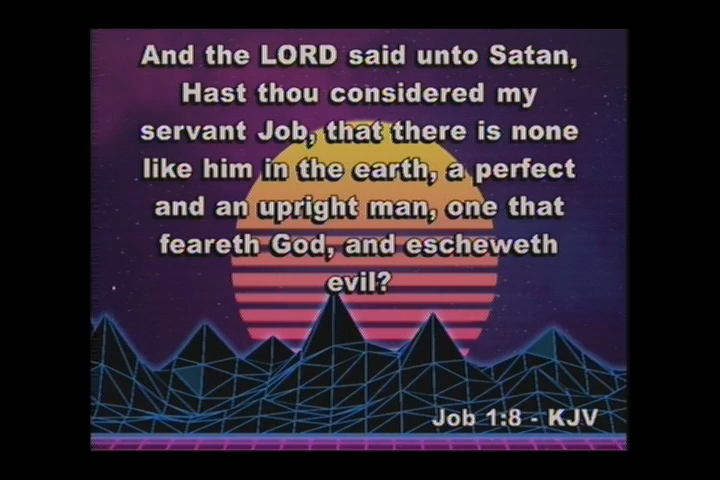 And the LORD said unto Satan,
Hast thou considered my
servant Job, that there is none
like him in the earth, a perfect
and an upright man, one that
feareth God, and escheweth
evil?
Job 1:8 - KJV